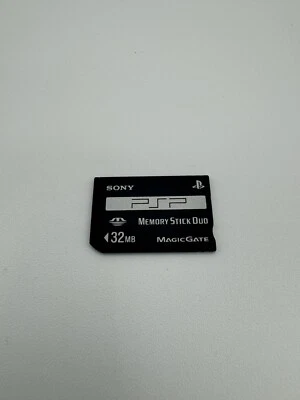 SONY
PSP
MEMORY STICK DUO
32MB
MAGICGATE